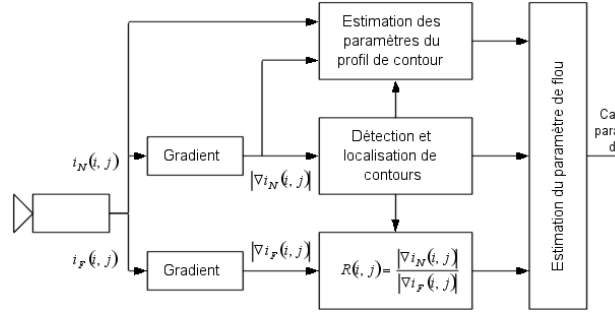 Estimation des
paramètres du
profil de contour
i_N(i, j)
Gradient
|∇i_N(i, j)|
Détection et
localisation de
contours
i_F(i, j)
Gradient
|∇i_F(i, j)|
R(i, j) = |∇i_N(i, j)| / |∇i_F(i, j)|
Estimation du paramètre de flou